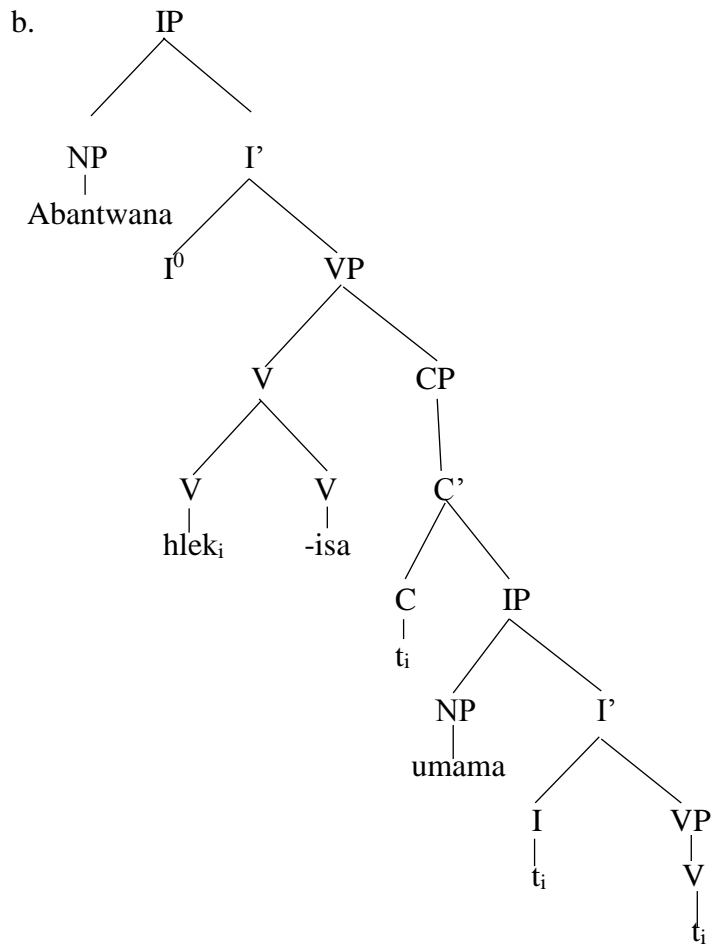 b. IP
NP I’
Abantwana
I⁰ VP
V CP
V V C’
hlekᵢ -isa
C IP
tᵢ
NP I’
umama
I VP
tᵢ V
tᵢ